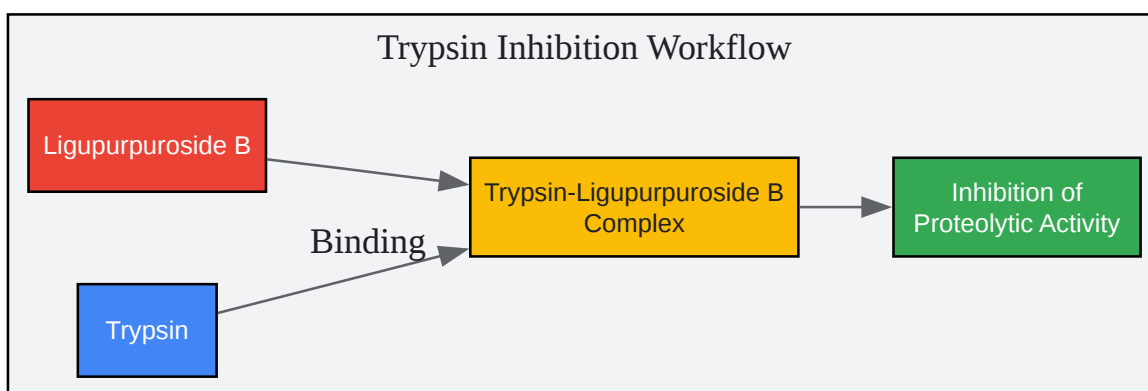 Trypsin Inhibition Workflow
Ligupurpuroside B
Trypsin-Ligupurpuroside B
Complex
Inhibition of
Proteolytic Activity
Binding
Trypsin